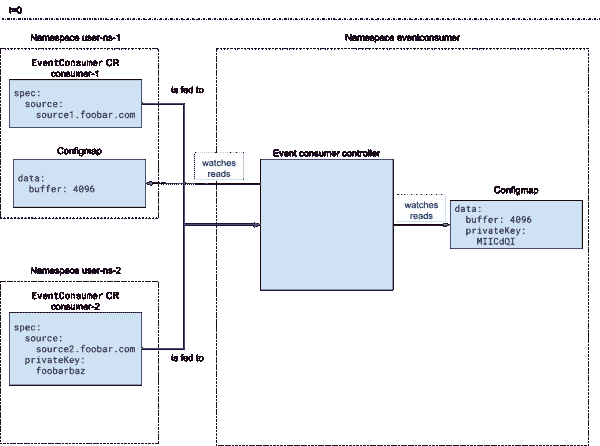 t=0
Namespace user-ns-1
Namespace eventconsumer
EventConsumer CR
consumer-1
spec:
source:
source1.foobar.com
is fed to
Configmap
data:
buffer: 4096
watches
reads
Event consumer controller
watches
reads
Configmap
data:
buffer: 4096
privateKey:
MIICdQI
Namespace user-ns-2
EventConsumer CR
consumer-2
spec:
source:
source2.foobar.com
privateKey:
foobarbaz
is fed to